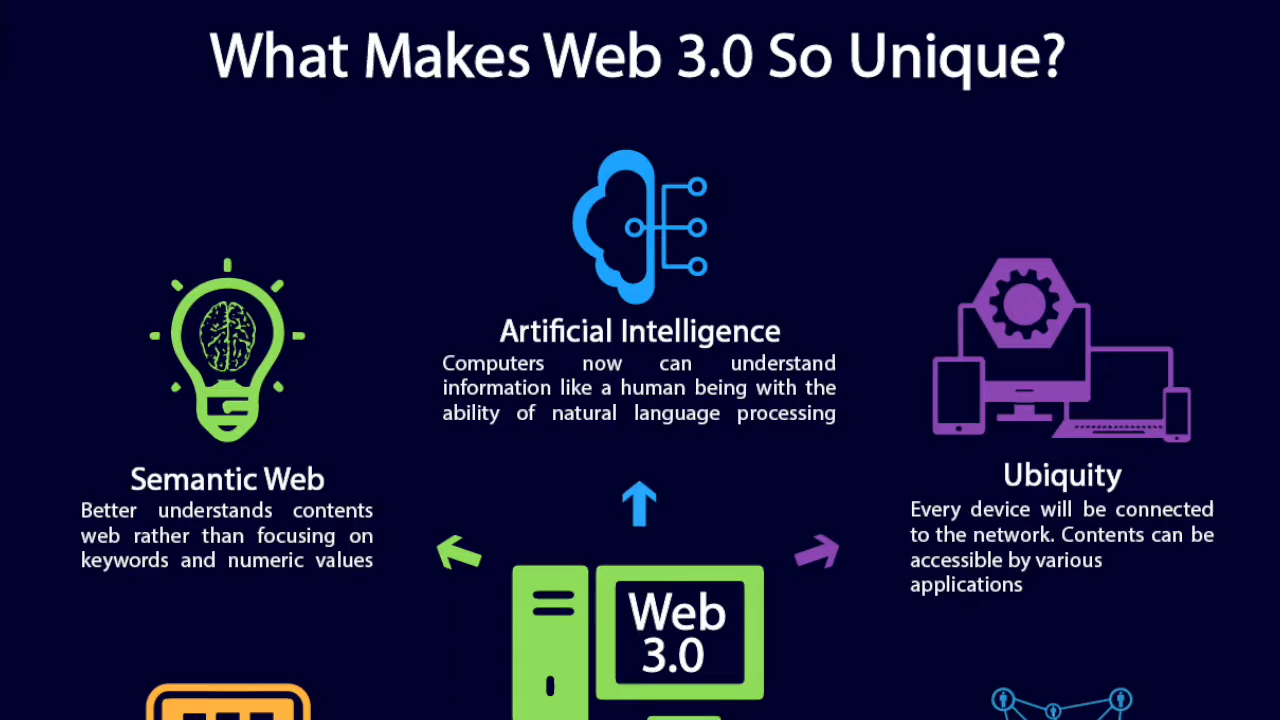 What Makes Web 3.0 So Unique?
Artificial Intelligence
Computers now can understand
information like a human being with the
ability of natural language processing
Semantic Web
Better understands contents
web rather than focusing on
keywords and numeric values
Ubiquity
Every device will be connected
to the network. Contents can be
accessible by various
applications
Web
3.0